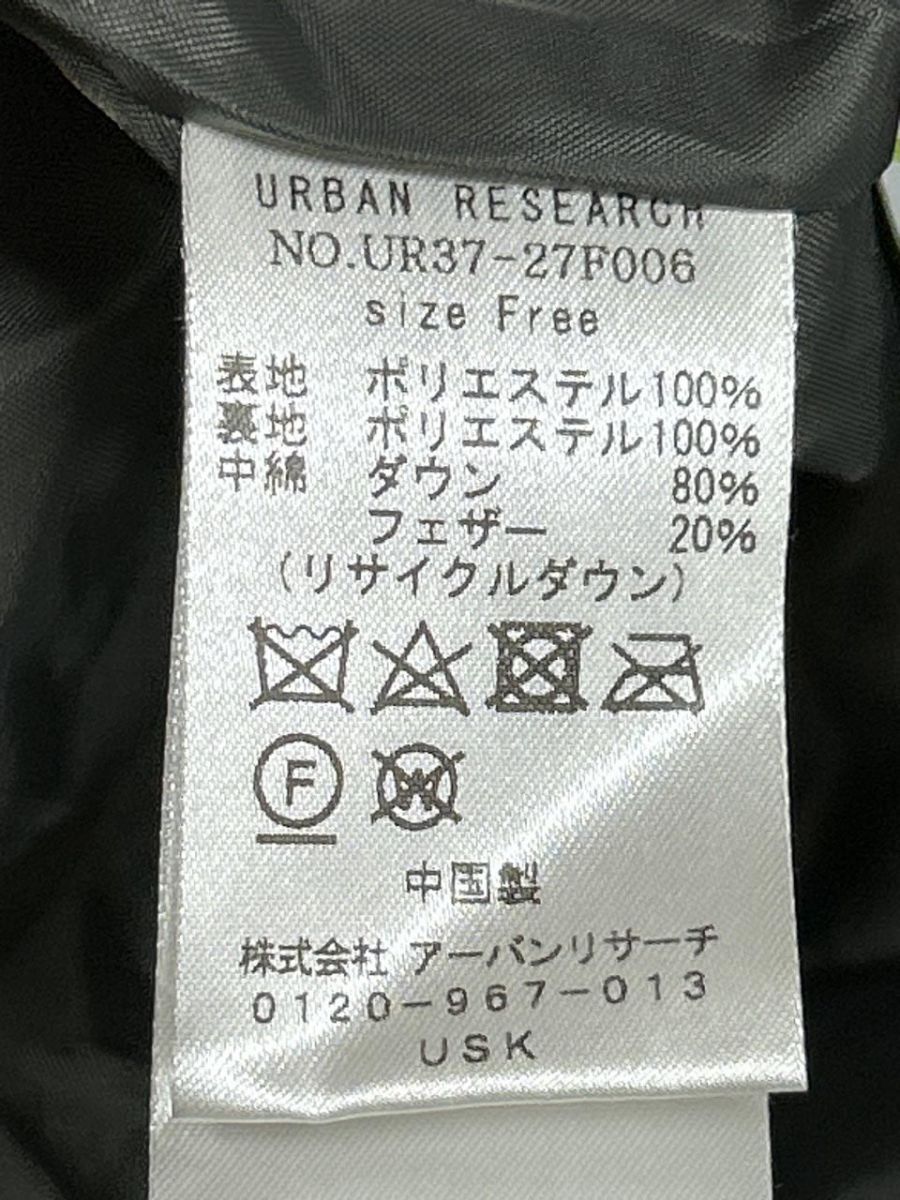 URBAN RESEARCH
NO.UR37-27F006
size Free
表地 ポリエステル100%
裏地 ポリエステル100%
中綿 ダウン 80%
フェザー 20%
(リサイクルダウン)
F W
中国製
株式会社 アーバンリサーチ
0120-967-013
USK